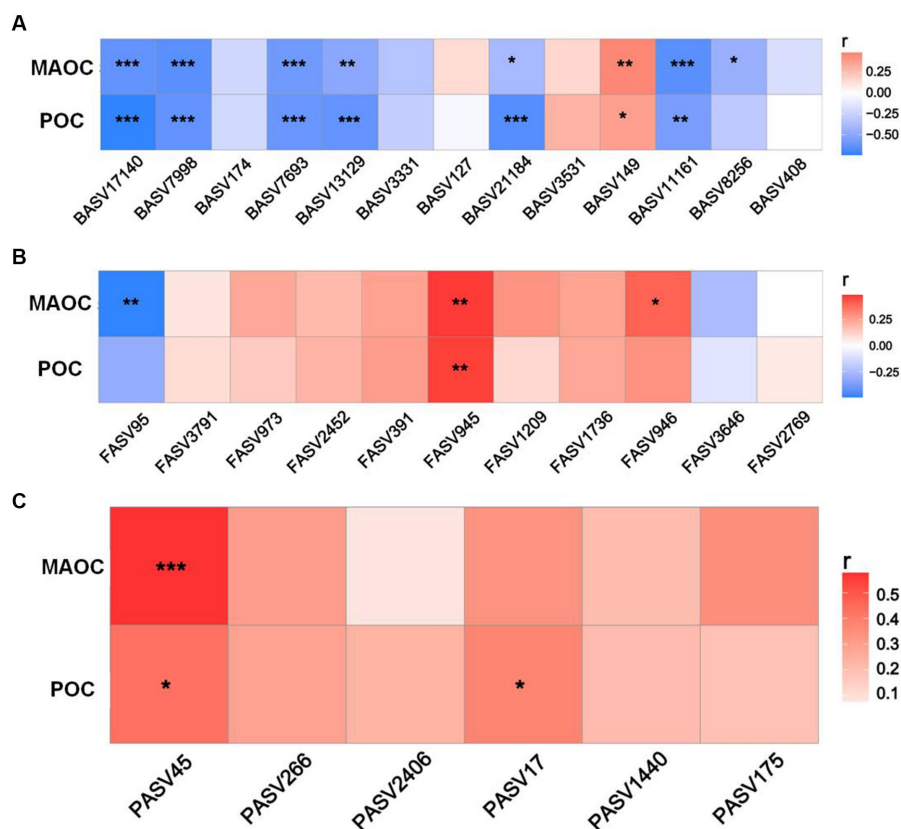 A
MAOC *** *** *** ** * ** *** *
POC *** *** *** *** *** * **
BASV17140 BASV7998 BASV174 BASV7693 BASV13129 BASV3331 BASV127 BASV21184 BASV3531 BASV149 BASV11161 BASV8256 BASV408
r
0.25
0.00
−0.25
−0.50
B
MAOC ** ** *
POC **
FASV95 FASV3791 FASV973 FASV2452 FASV391 FASV945 FASV1209 FASV1736 FASV946 FASV3646 FASV2769
r
0.25
0.00
−0.25
C
MAOC ***
POC * *
PASV45 PASV266 PASV2406 PASV17 PASV1440 PASV175
r
0.5
0.4
0.3
0.2
0.1